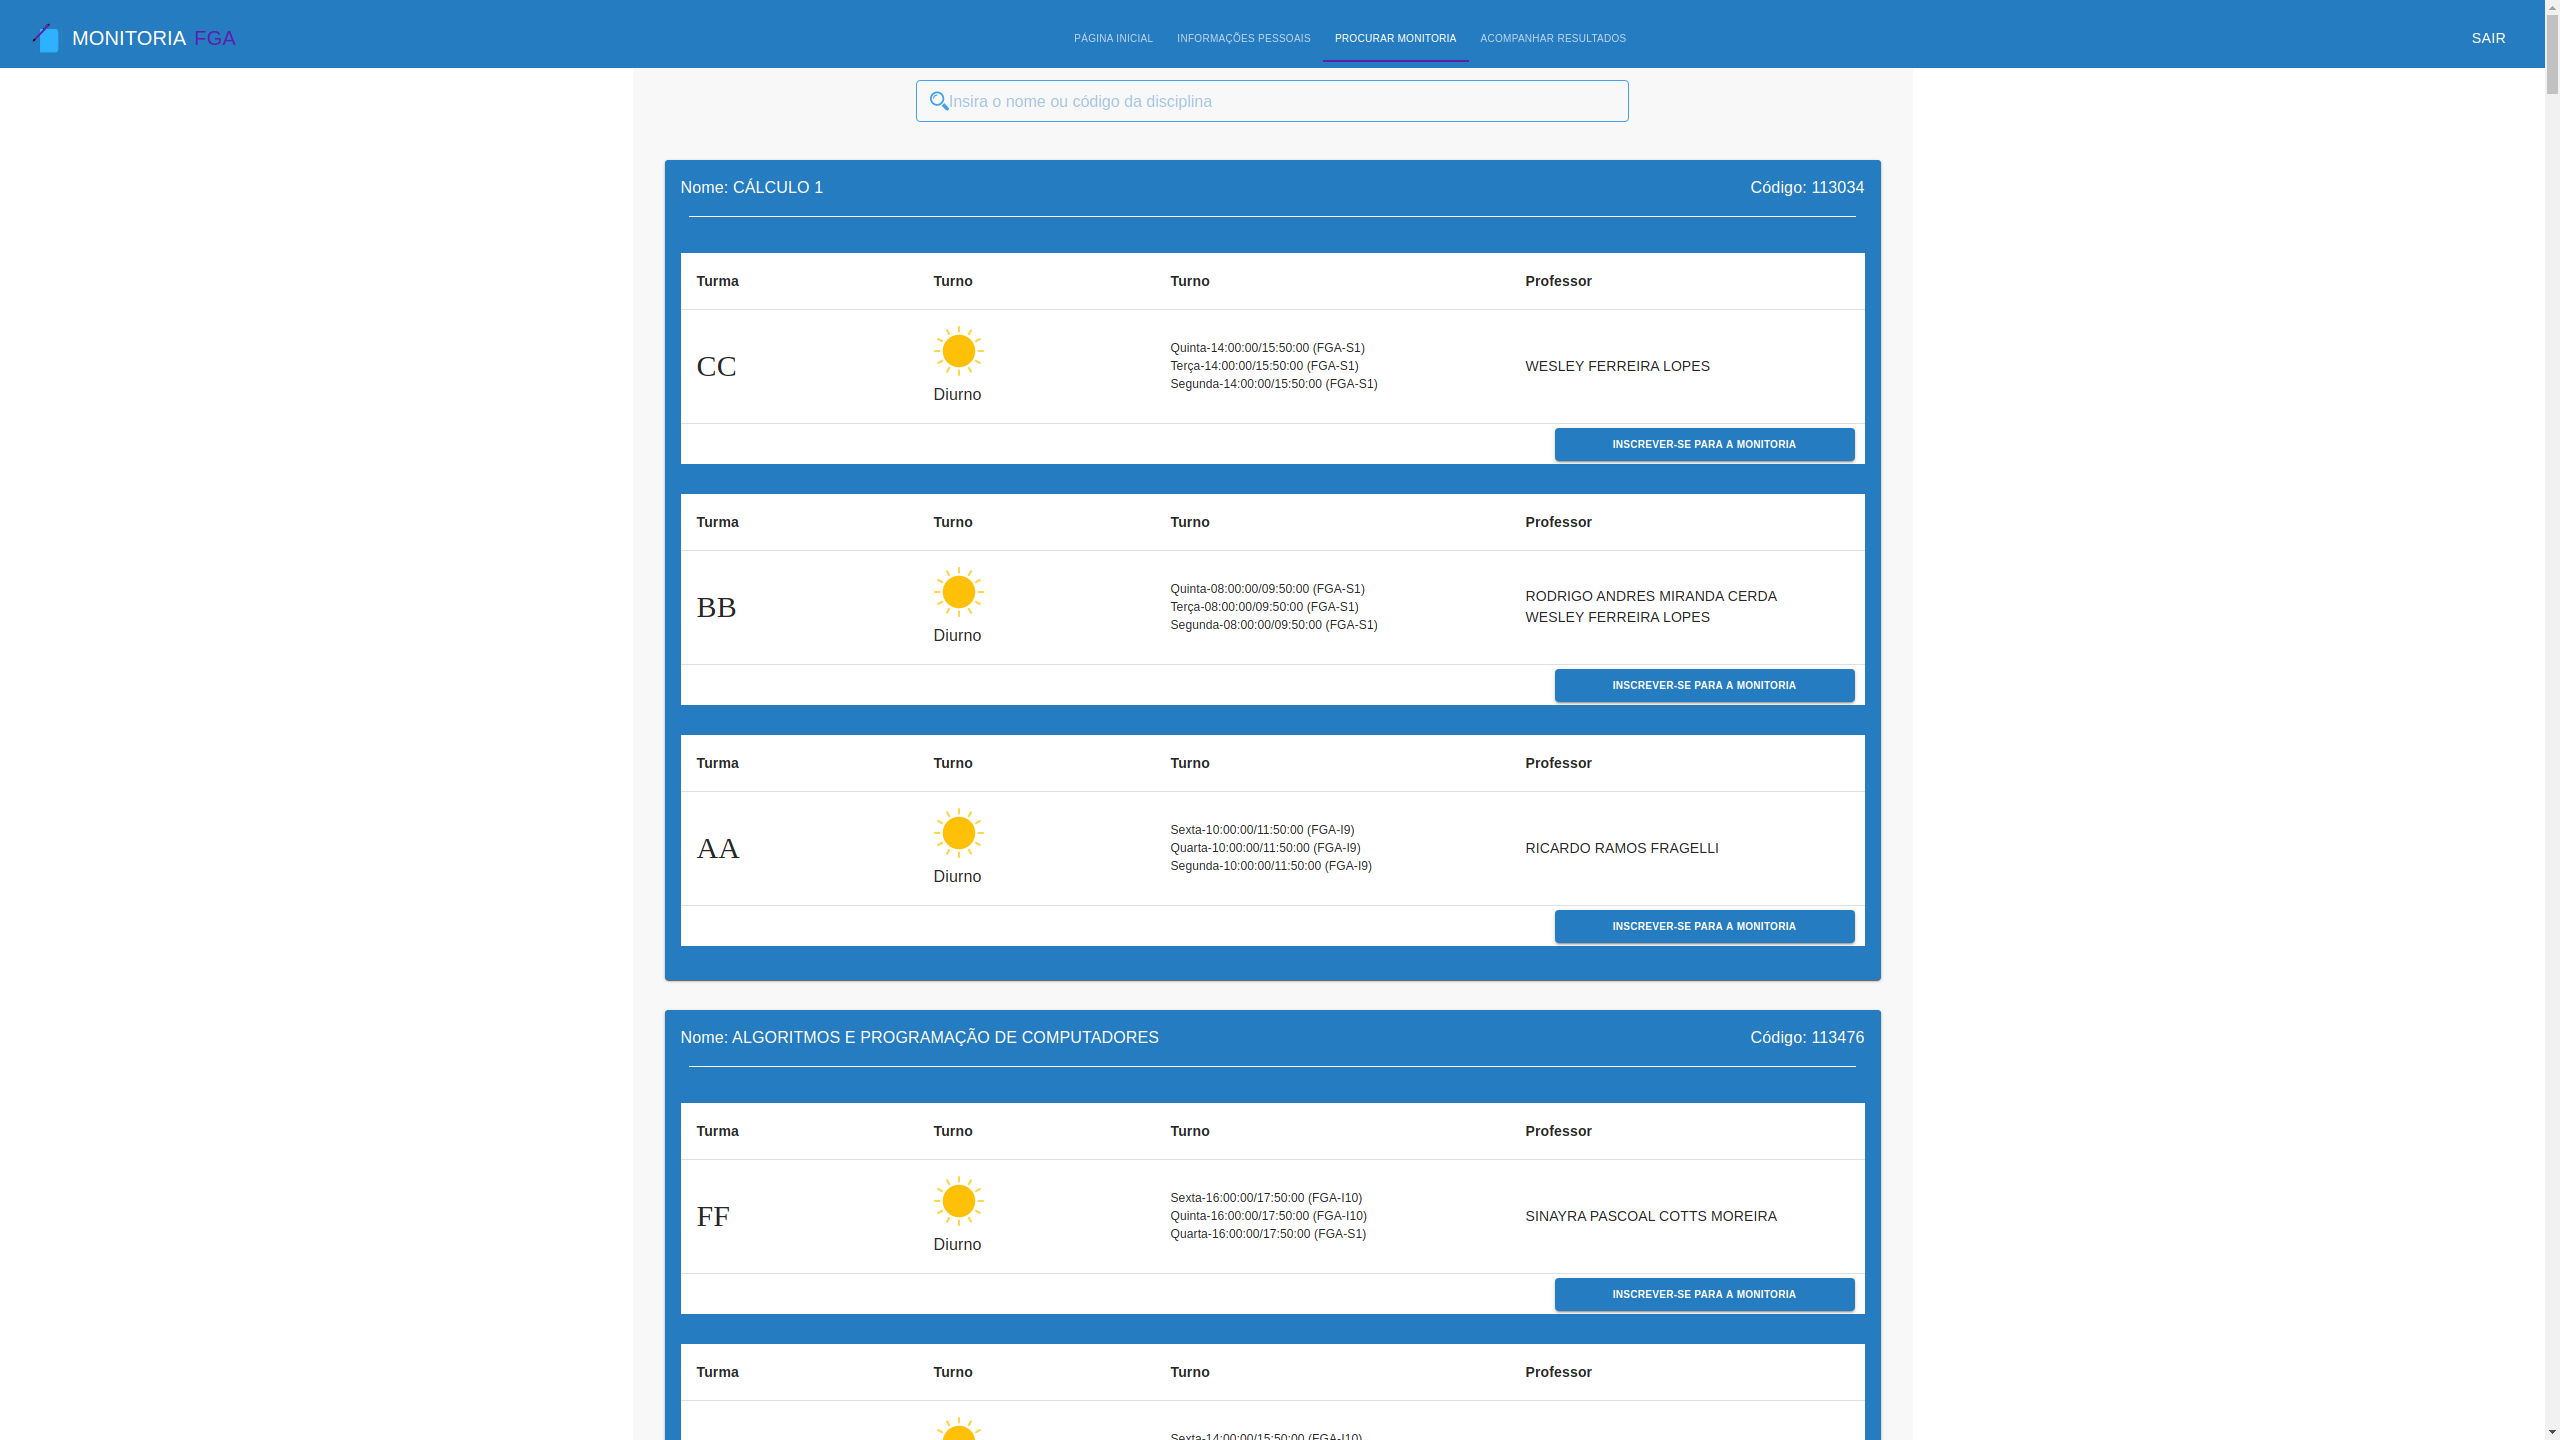 MONITORIA FGA
PÁGINA INICIAL
INFORMAÇÕES PESSOAIS
PROCURAR MONITORIA
ACOMPANHAR RESULTADOS
SAIR
Insira o nome ou código da disciplina
Nome: CÁLCULO 1
Código: 113034
Turma Turno Turno Professor
CC
Diurno
Quinta-14:00:00/15:50:00 (FGA-S1)
Terça-14:00:00/15:50:00 (FGA-S1)
Segunda-14:00:00/15:50:00 (FGA-S1)
WESLEY FERREIRA LOPES
INSCREVER-SE PARA A MONITORIA
Turma Turno Turno Professor
BB
Diurno
Quinta-08:00:00/09:50:00 (FGA-S1)
Terça-08:00:00/09:50:00 (FGA-S1)
Segunda-08:00:00/09:50:00 (FGA-S1)
RODRIGO ANDRES MIRANDA CERDA
WESLEY FERREIRA LOPES
INSCREVER-SE PARA A MONITORIA
Turma Turno Turno Professor
AA
Diurno
Sexta-10:00:00/11:50:00 (FGA-I9)
Quarta-10:00:00/11:50:00 (FGA-I9)
Segunda-10:00:00/11:50:00 (FGA-I9)
RICARDO RAMOS FRAGELLI
INSCREVER-SE PARA A MONITORIA
Nome: ALGORITMOS E PROGRAMAÇÃO DE COMPUTADORES
Código: 113476
Turma Turno Turno Professor
FF
Diurno
Sexta-16:00:00/17:50:00 (FGA-I10)
Quinta-16:00:00/17:50:00 (FGA-I10)
Quarta-16:00:00/17:50:00 (FGA-S1)
SINAYRA PASCOAL COTTS MOREIRA
INSCREVER-SE PARA A MONITORIA
Turma Turno Turno Professor
Sexta-14:00:00/15:50:00 (FGA-I10)